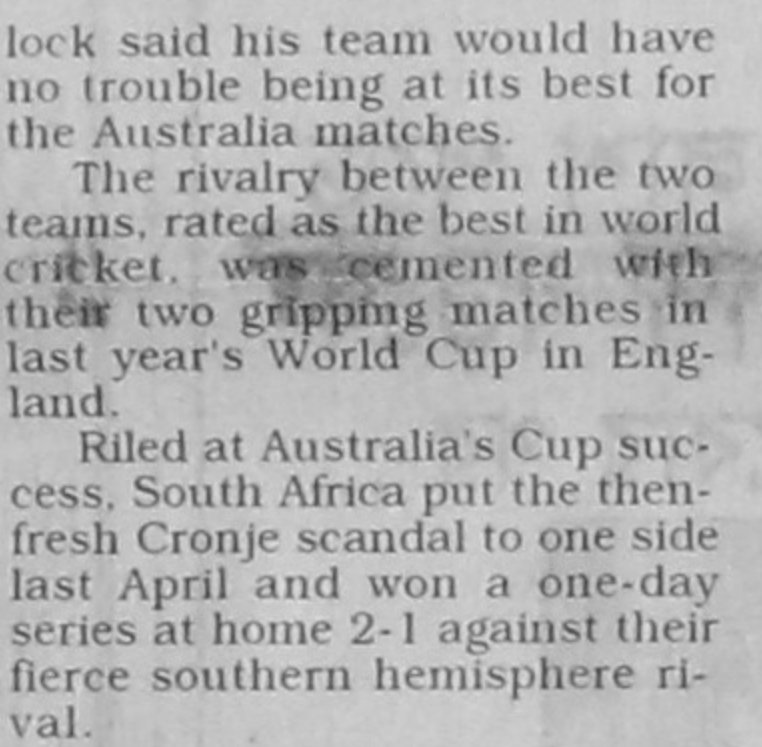 lock said his team would have
no trouble being at its best for
the Australia matches.
The rivalry between the two
teams, rated as the best in world
cricket, was cemented with
their two gripping matches in
last year's World Cup in Eng-
land.
Riled at Australia's Cup suc-
cess, South Africa put the then-
fresh Cronje scandal to one side
last April and won a one-day
series at home 2-1 against their
fierce southern hemisphere ri-
val.